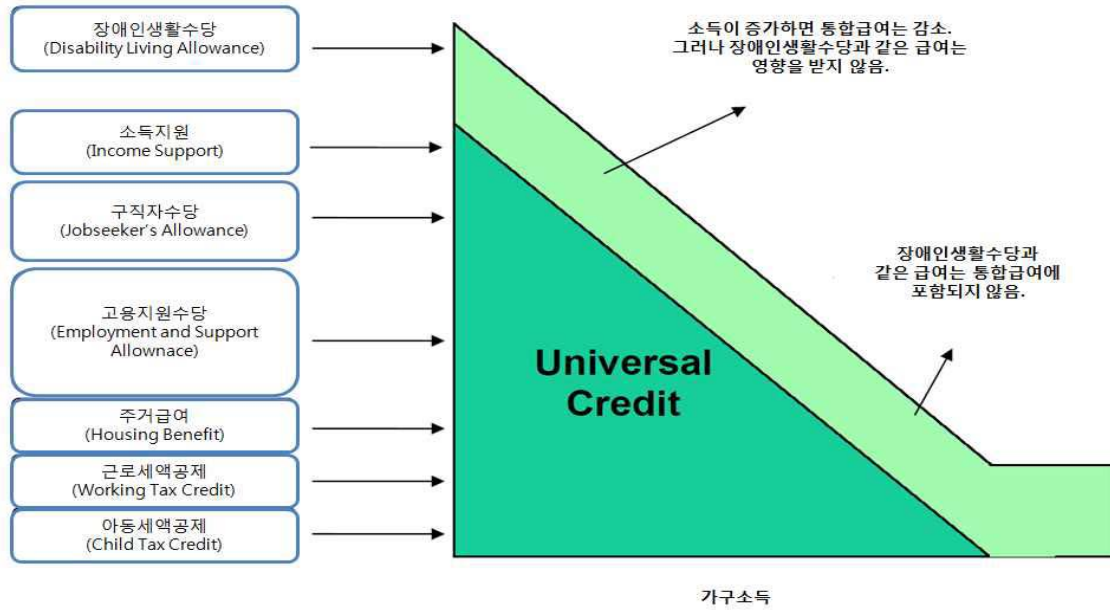 장애인생활수당
(Disability Living Allowance)
소득지원
(Income Support)
구직자수당
(Jobseeker's Allowance)
고용지원수당
(Employment and Support
Allownace)
주거급여
(Housing Benefit)
근로세액공제
(Working Tax Credit)
아동세액공제
(Child Tax Credit)
소득이 증가하면 통합급여는 감소.
그러나 장애인생활수당과 같은 급여는
영향을 받지 않음.
장애인생활수당과
같은 급여는 통합급여에
포함되지 않음.
Universal
Credit
가구소득